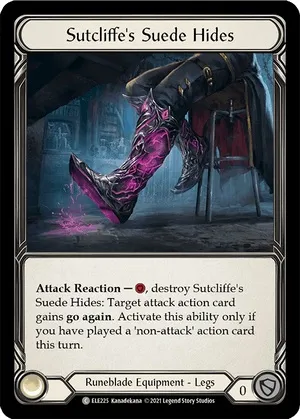 Sutcliffe's Suede Hides
Attack Reaction — , destroy Sutcliffe's
Suede Hides: Target attack action card
gains go again. Activate this ability only if
you have played a 'non-attack' action card
this turn.
Runeblade Equipment - Legs
0
C ELE225 Kanadekana © 2021 Legend Story Studios